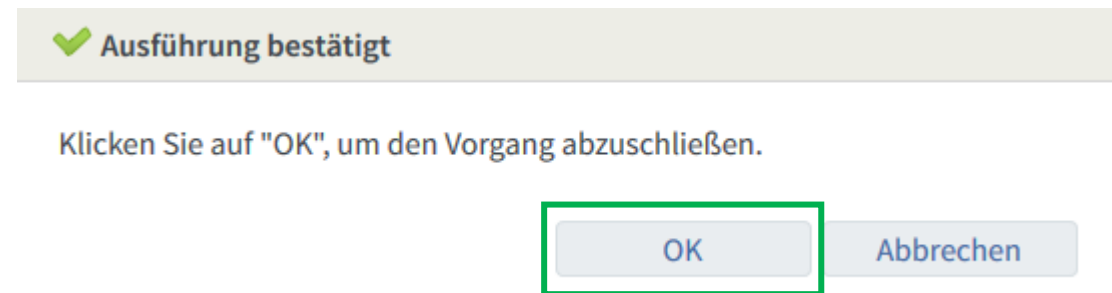 Ausführung bestätigt
Klicken Sie auf "OK", um den Vorgang abzuschließen.
OK Abbrechen